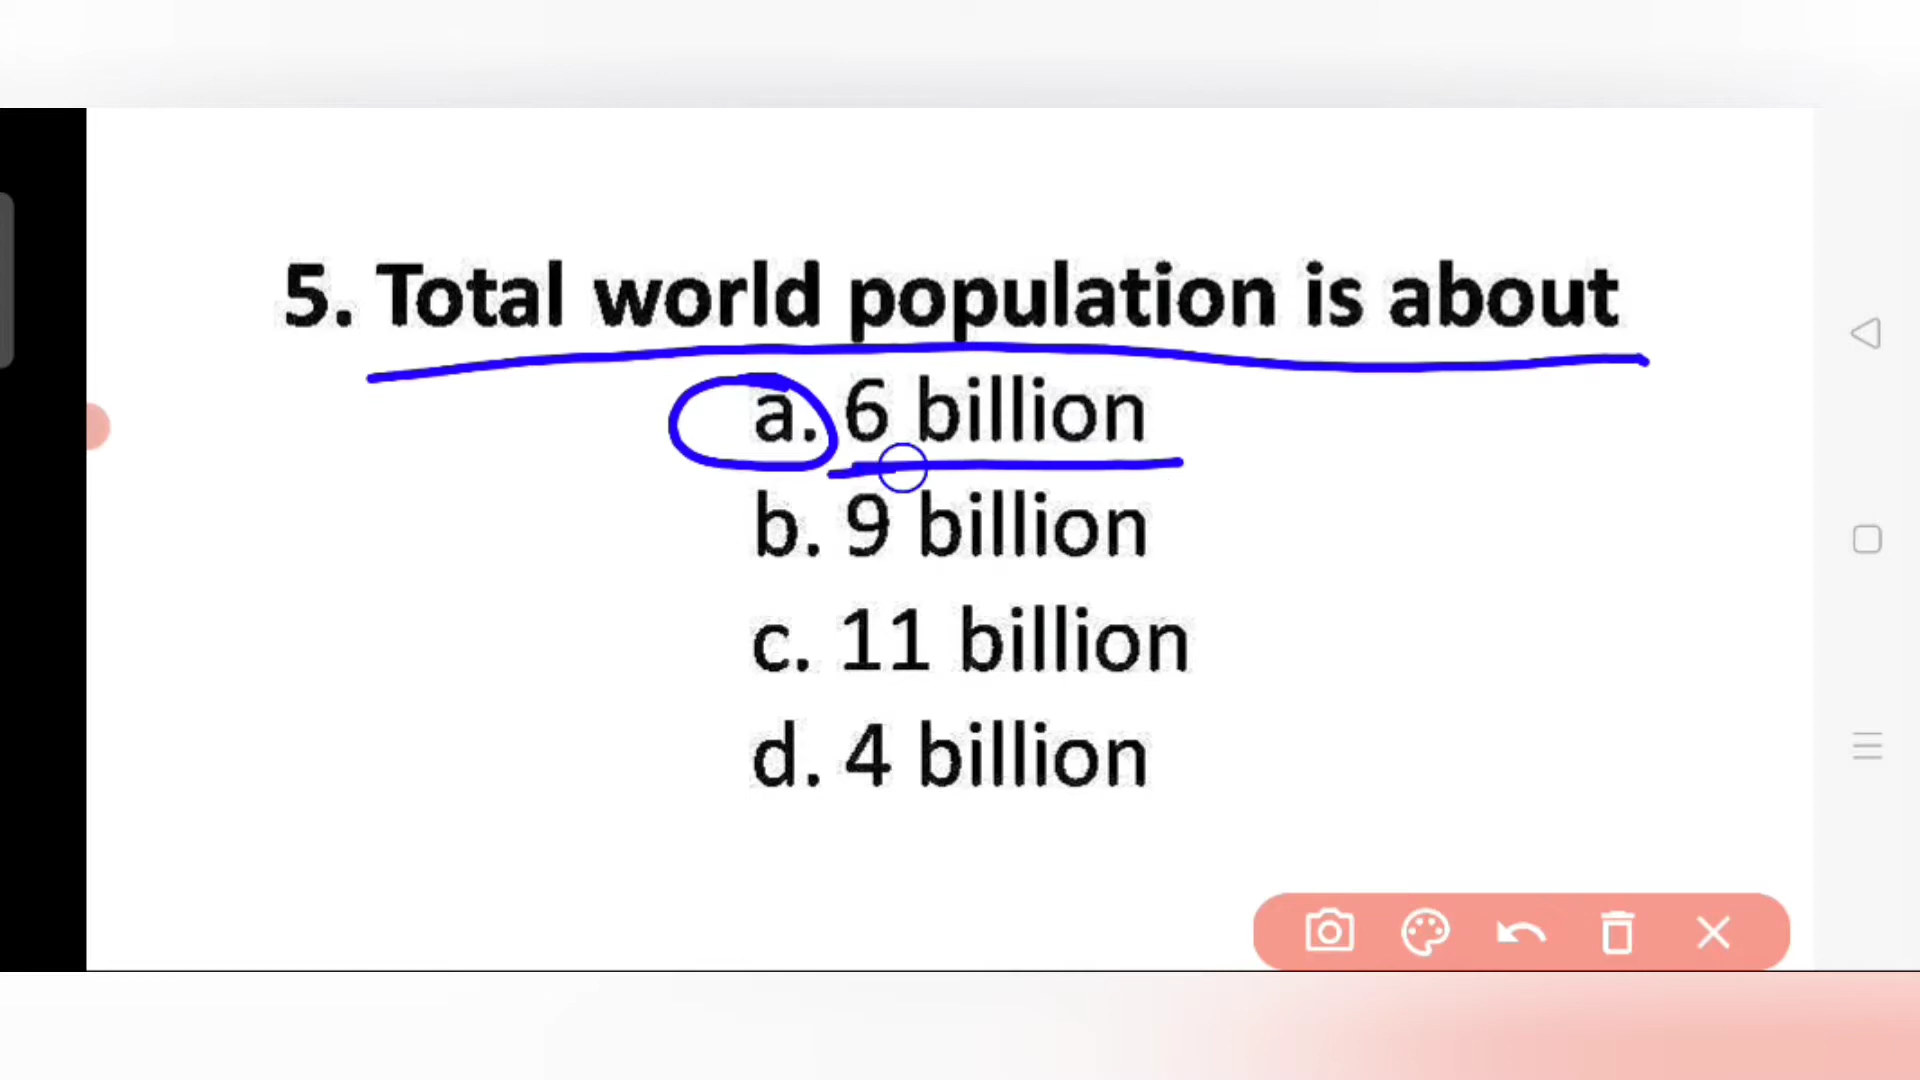 5. Total world population is about
a. 6 billion
b. 9 billion
c. 11 billion
d. 4 billion